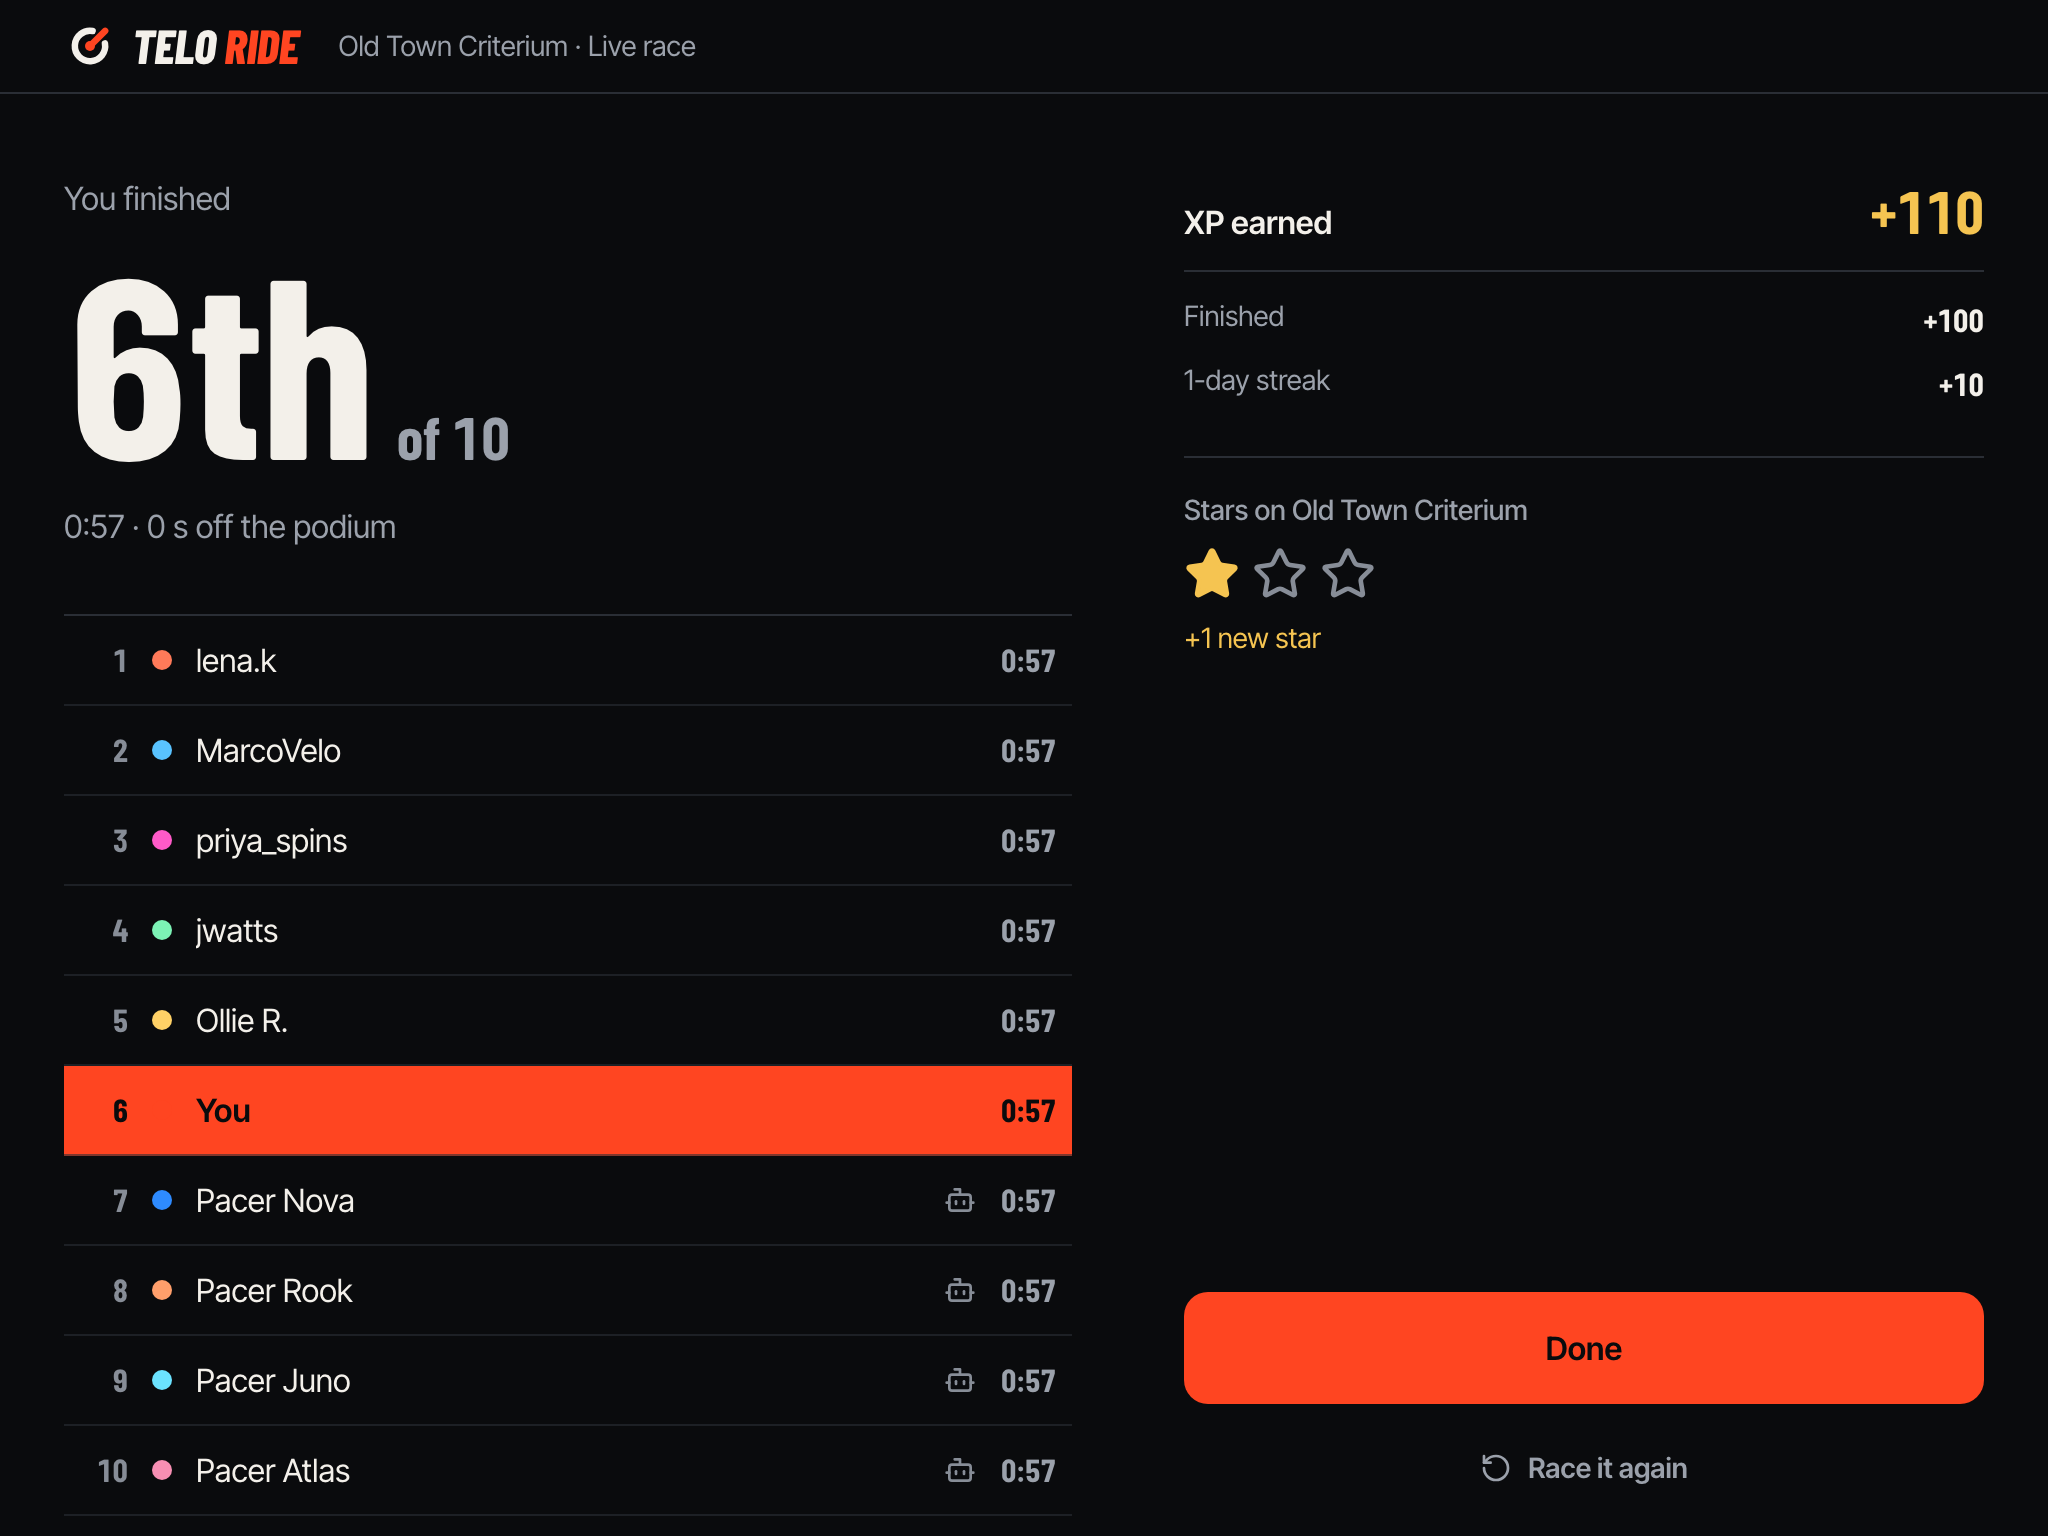 TELO RIDE
Old Town Criterium · Live race
You finished
6th of 10
0:57 · 0 s off the podium
1 lena.k 0:57
2 MarcoVelo 0:57
3 priya_spins 0:57
4 jwatts 0:57
5 Ollie R. 0:57
6 You 0:57
7 Pacer Nova 0:57
8 Pacer Rook 0:57
9 Pacer Juno 0:57
10 Pacer Atlas 0:57
XP earned +110
Finished +100
1-day streak +10
Stars on Old Town Criterium
+1 new star
Done
Race it again